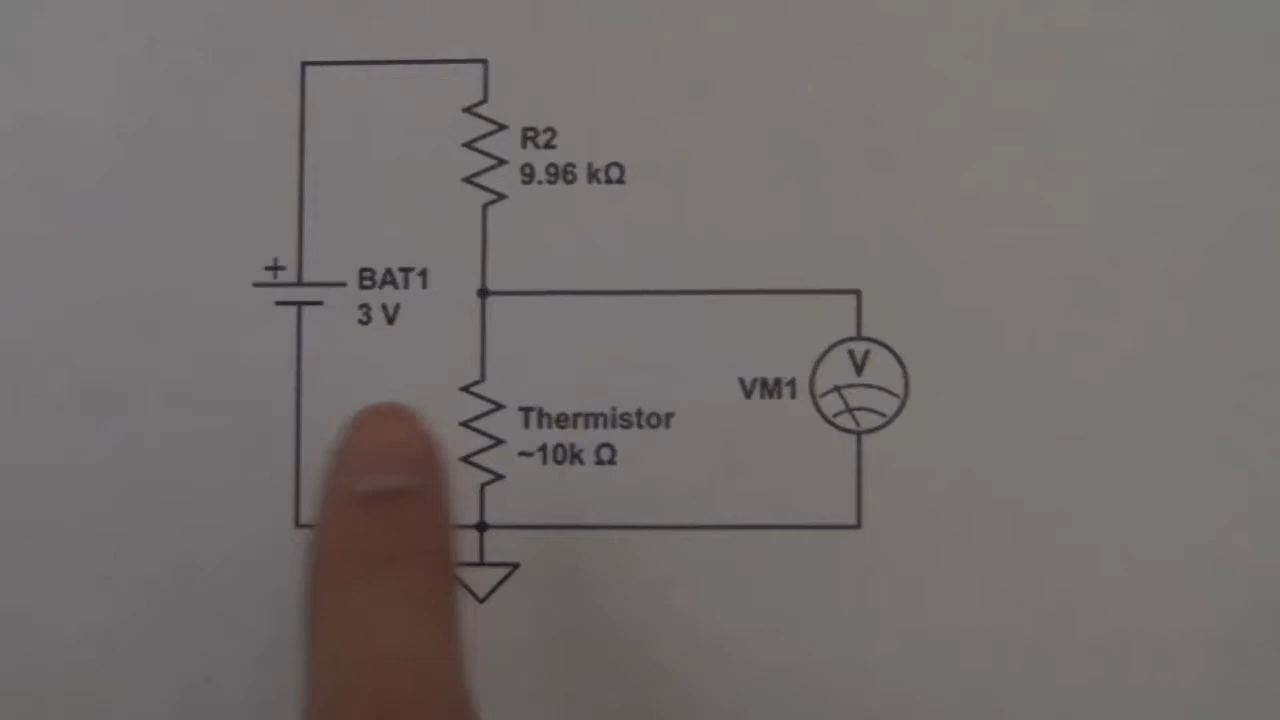 R2
9.96 kΩ
+
BAT1
3 V
V
VM1
Thermistor
~10k Ω